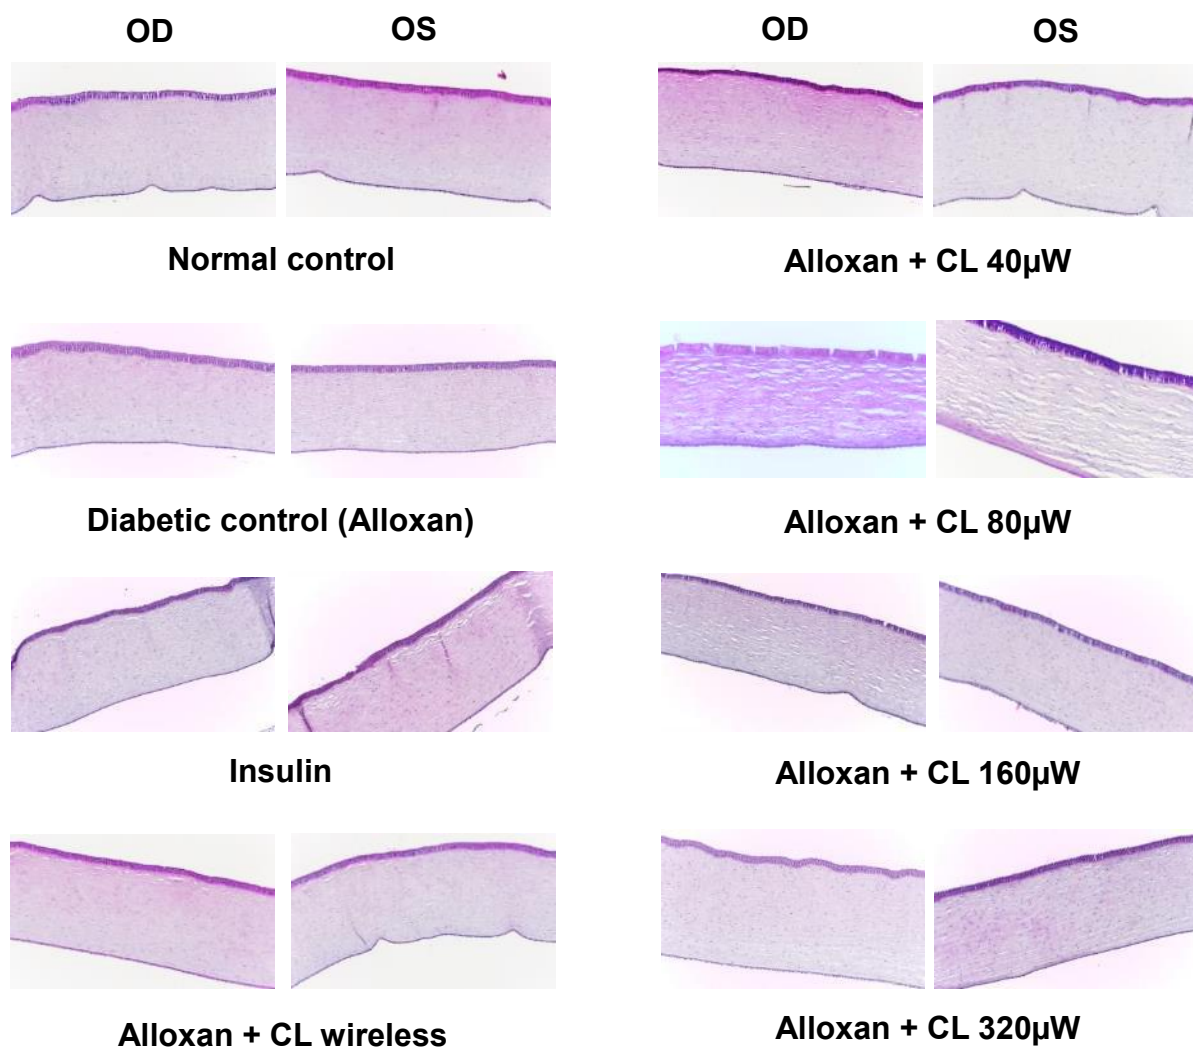 OD OS OD OS
Normal control Alloxan + CL 40µW
Diabetic control (Alloxan) Alloxan + CL 80µW
Insulin Alloxan + CL 160µW
Alloxan + CL wireless Alloxan + CL 320µW